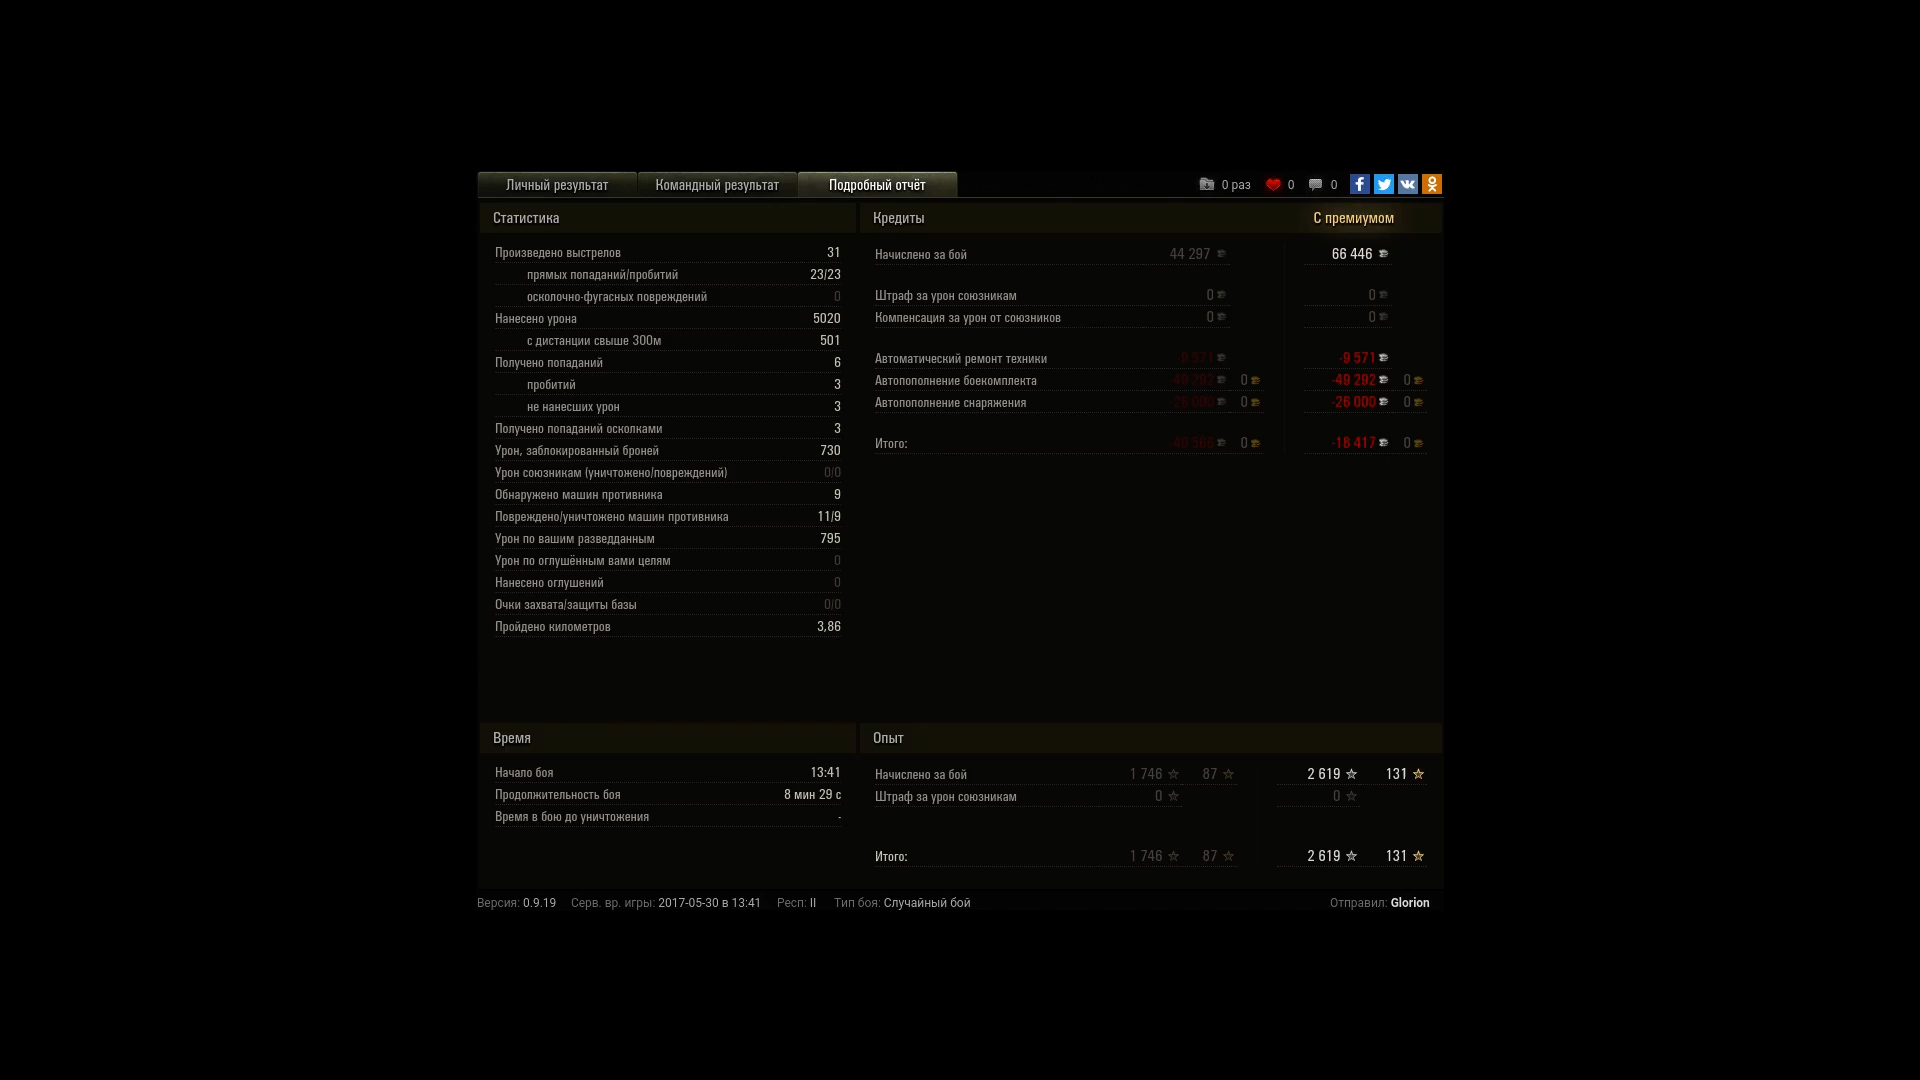 Личный результат Командный результат Подробный отчёт 0 раз 0 0
Статистика
Произведено выстрелов 31
прямых попаданий/пробитий 23/23
осколочно-фугасных повреждений 0
Нанесено урона 5020
с дистанции свыше 300м 501
Получено попаданий 6
пробитий 3
не нанесших урон 3
Получено попаданий осколками 3
Урон, заблокированный броней 730
Урон союзникам (уничтожено/повреждений) 0/0
Обнаружено машин противника 9
Повреждено/уничтожено машин противника 11/9
Урон по вашим разведданным 795
Урон по оглушённым вами целям 0
Нанесено оглушений 0
Очки захвата/защиты базы 0/0
Пройдено километров 3,86
Кредиты С премиумом
Начислено за бой 44 297 66 446
Штраф за урон союзникам 0 0
Компенсация за урон от союзников 0 0
Автоматический ремонт техники -9 571 -9 571
Автопополнение боекомплекта -49 292 0 -49 292 0
Автопополнение снаряжения -26 000 0 -26 000 0
Итого: -40 566 0 -18 417 0
Время
Начало боя 13:41
Продолжительность боя 8 мин 29 с
Время в бою до уничтожения -
Опыт
Начислено за бой 1 746 87 2 619 131
Штраф за урон союзникам 0 0
Итого: 1 746 87 2 619 131
Версия: 0.9.19 Серв. вр. игры: 2017-05-30 в 13:41 Респ: II Тип боя: Случайный бой Отправил: Glorion